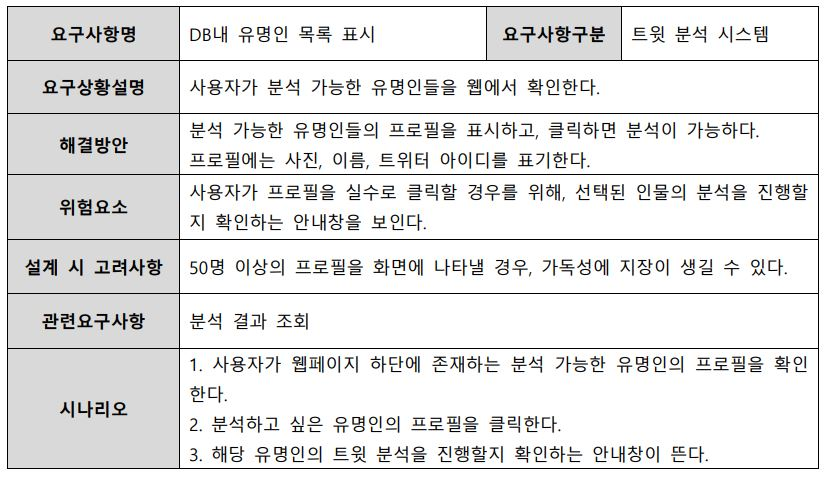 요구사항명 DB내 유명인 목록 표시 요구사항구분 트윗 분석 시스템
요구상황설명 사용자가 분석 가능한 유명인들을 웹에서 확인한다.
해결방안 분석 가능한 유명인들의 프로필을 표시하고, 클릭하면 분석이 가능하다.
프로필에는 사진, 이름, 트위터 아이디를 표기한다.
위험요소 사용자가 프로필을 실수로 클릭할 경우를 위해, 선택된 인물의 분석을 진행할
지 확인하는 안내창을 보인다.
설계 시 고려사항 50명 이상의 프로필을 화면에 나타낼 경우, 가독성에 지장이 생길 수 있다.
관련요구사항 분석 결과 조회
시나리오 1. 사용자가 웹페이지 하단에 존재하는 분석 가능한 유명인의 프로필을 확인
한다.
2. 분석하고 싶은 유명인의 프로필을 클릭한다.
3. 해당 유명인의 트윗 분석을 진행할지 확인하는 안내창이 뜬다.